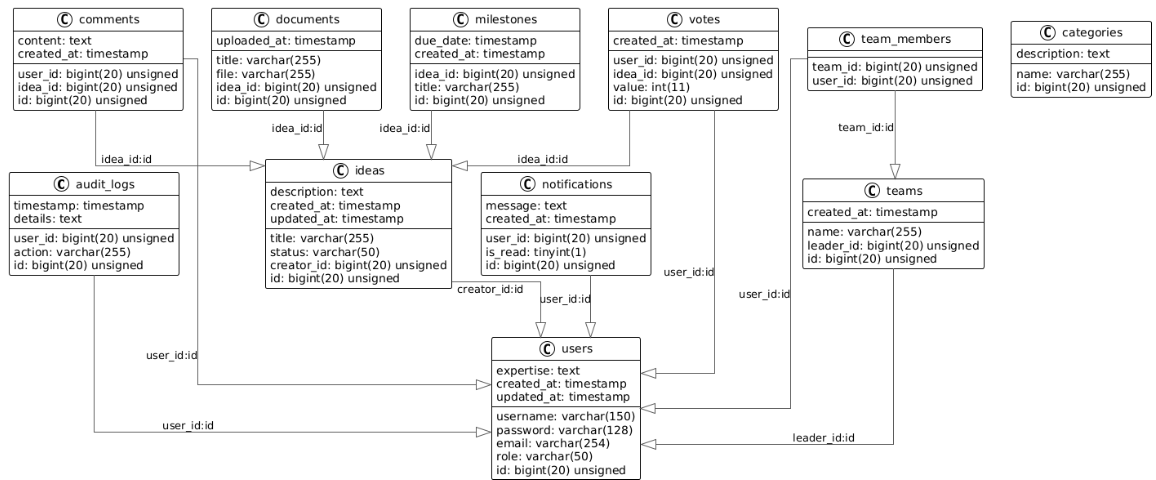 C comments
content: text
created_at: timestamp
user_id: bigint(20) unsigned
idea_id: bigint(20) unsigned
id: bigint(20) unsigned
C documents
uploaded_at: timestamp
title: varchar(255)
file: varchar(255)
idea_id: bigint(20) unsigned
id: bigint(20) unsigned
C milestones
due_date: timestamp
created_at: timestamp
idea_id: bigint(20) unsigned
title: varchar(255)
id: bigint(20) unsigned
C votes
created_at: timestamp
user_id: bigint(20) unsigned
idea_id: bigint(20) unsigned
value: int(11)
id: bigint(20) unsigned
C team_members
team_id: bigint(20) unsigned
user_id: bigint(20) unsigned
C categories
description: text
name: varchar(255)
id: bigint(20) unsigned
idea_id:id
idea_id:id
idea_id:id
idea_id:id
team_id:id
C audit_logs
timestamp: timestamp
details: text
user_id: bigint(20) unsigned
action: varchar(255)
id: bigint(20) unsigned
C ideas
description: text
created_at: timestamp
updated_at: timestamp
title: varchar(255)
status: varchar(50)
creator_id: bigint(20) unsigned
id: bigint(20) unsigned
C notifications
message: text
created_at: timestamp
user_id: bigint(20) unsigned
is_read: tinyint(1)
id: bigint(20) unsigned
C teams
created_at: timestamp
name: varchar(255)
leader_id: bigint(20) unsigned
id: bigint(20) unsigned
user_id:id
creator_id:id
user_id:id
user_id:id
user_id:id
user_id:id
leader_id:id
C users
expertise: text
created_at: timestamp
updated_at: timestamp
username: varchar(150)
password: varchar(128)
email: varchar(254)
role: varchar(50)
id: bigint(20) unsigned